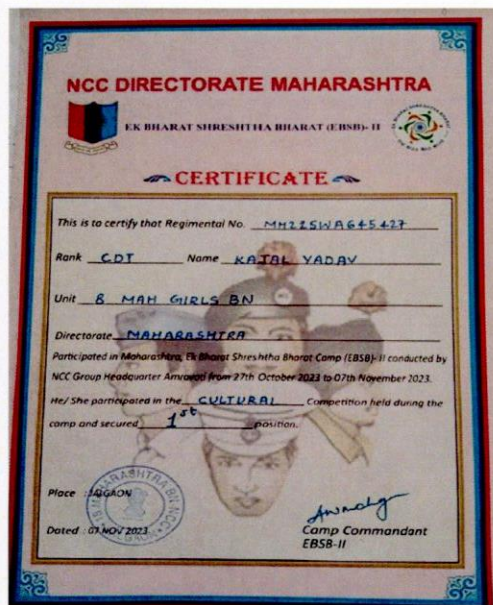 NCC DIRECTORATE MAHARASHTRA
EK BHARAT SHRESHTHA BHARAT (EBSB)- II
CERTIFICATE
This is to certify that Regimental No. MH22SWA645427
Rank CDT Name KAJAL YADAV
Unit 8 MAH GIRLS BN
Directorate MAHARASHTRA
Participated in Maharashtra, Ek Bharat Shreshtha Bharat Camp (EBSB)- II conducted by
NCC Group Headquarter Amravati from 27th October 2023 to 07th November 2023.
He/ She participated in the CULTURAL Competition held during the
camp and secured 1st position.
Place : JALGAON
Dated : 07 NOV 2023
Camp Commandant
EBSB-II